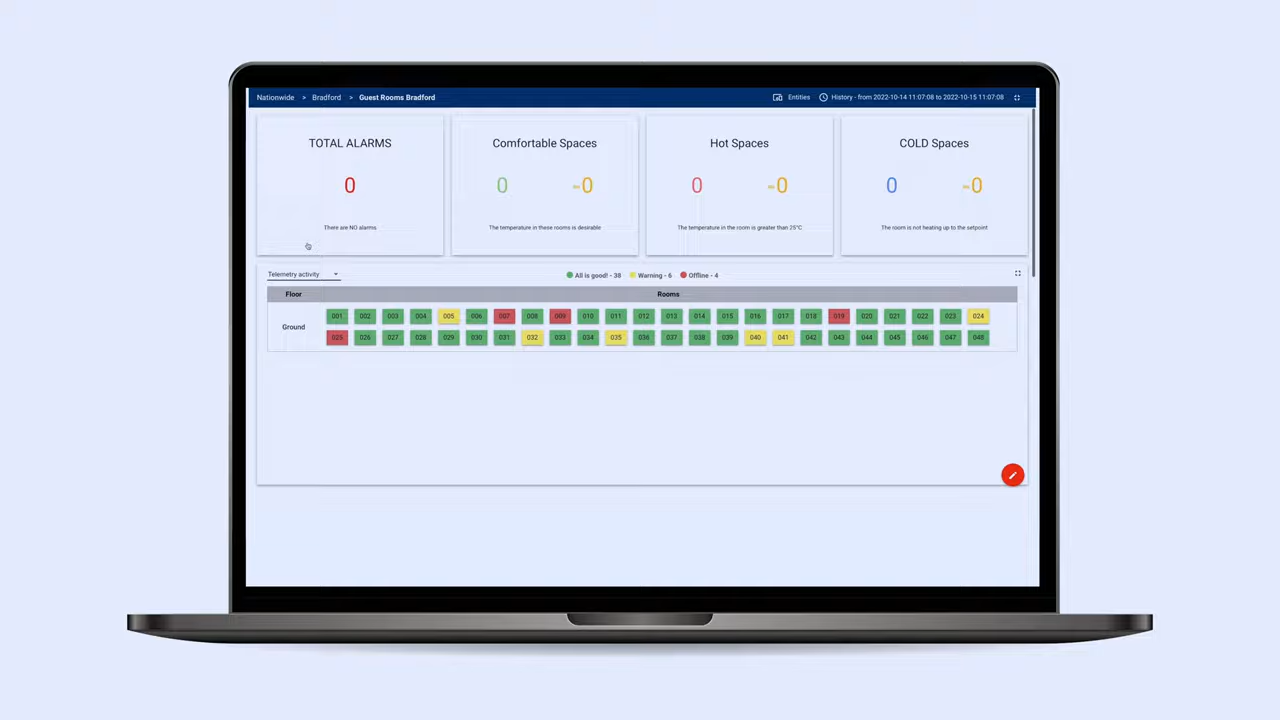 Nationwide > Bradford > Guest Rooms Bradford Entities History - from 2022-10-14 11:07:08 to 2022-10-15 11:07:08
TOTAL ALARMS
0
There are NO alarms
Comfortable Spaces
0 0
The temperature in these rooms is desirable
Hot Spaces
0 0
The temperature in the room is greater than 25°C
COLD Spaces
0 0
The room is not heating up to the setpoint
Telemetry activity All is good! - 38 Warning - 6 Offline - 4
Floor Rooms
Ground
001 002 003 004 005 006 007 008 009 010 011 012 013 014 015 016 017 018 019 020 021 022 023 024
025 026 027 028 029 030 031 032 033 034 035 036 037 038 039 040 041 042 043 044 045 046 047 048